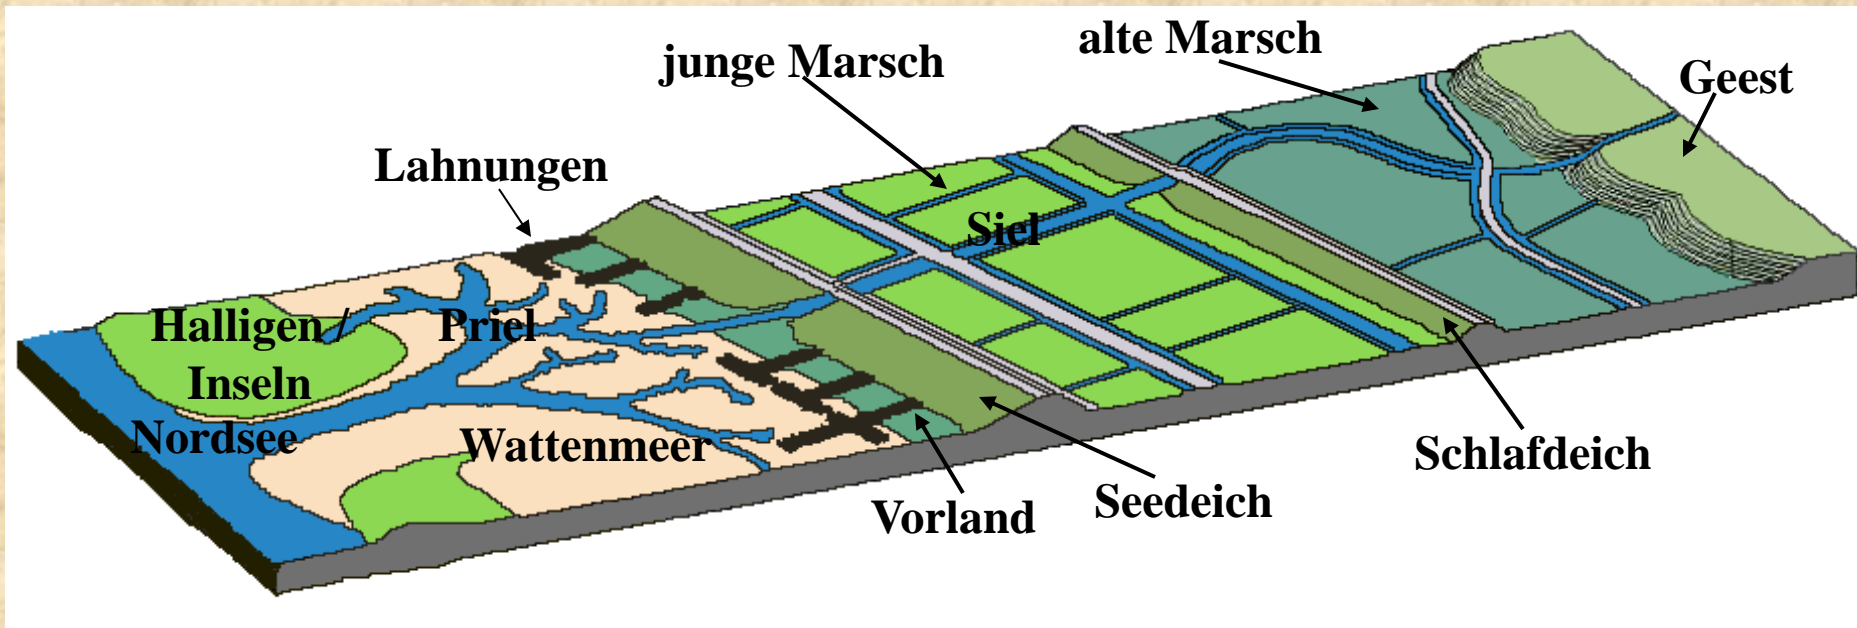 alte Marsch
junge Marsch
Geest
Lahnungen
Siel
Halligen /
Inseln
Priel
Nordsee
Wattenmeer
Schlafdeich
Seedeich
Vorland